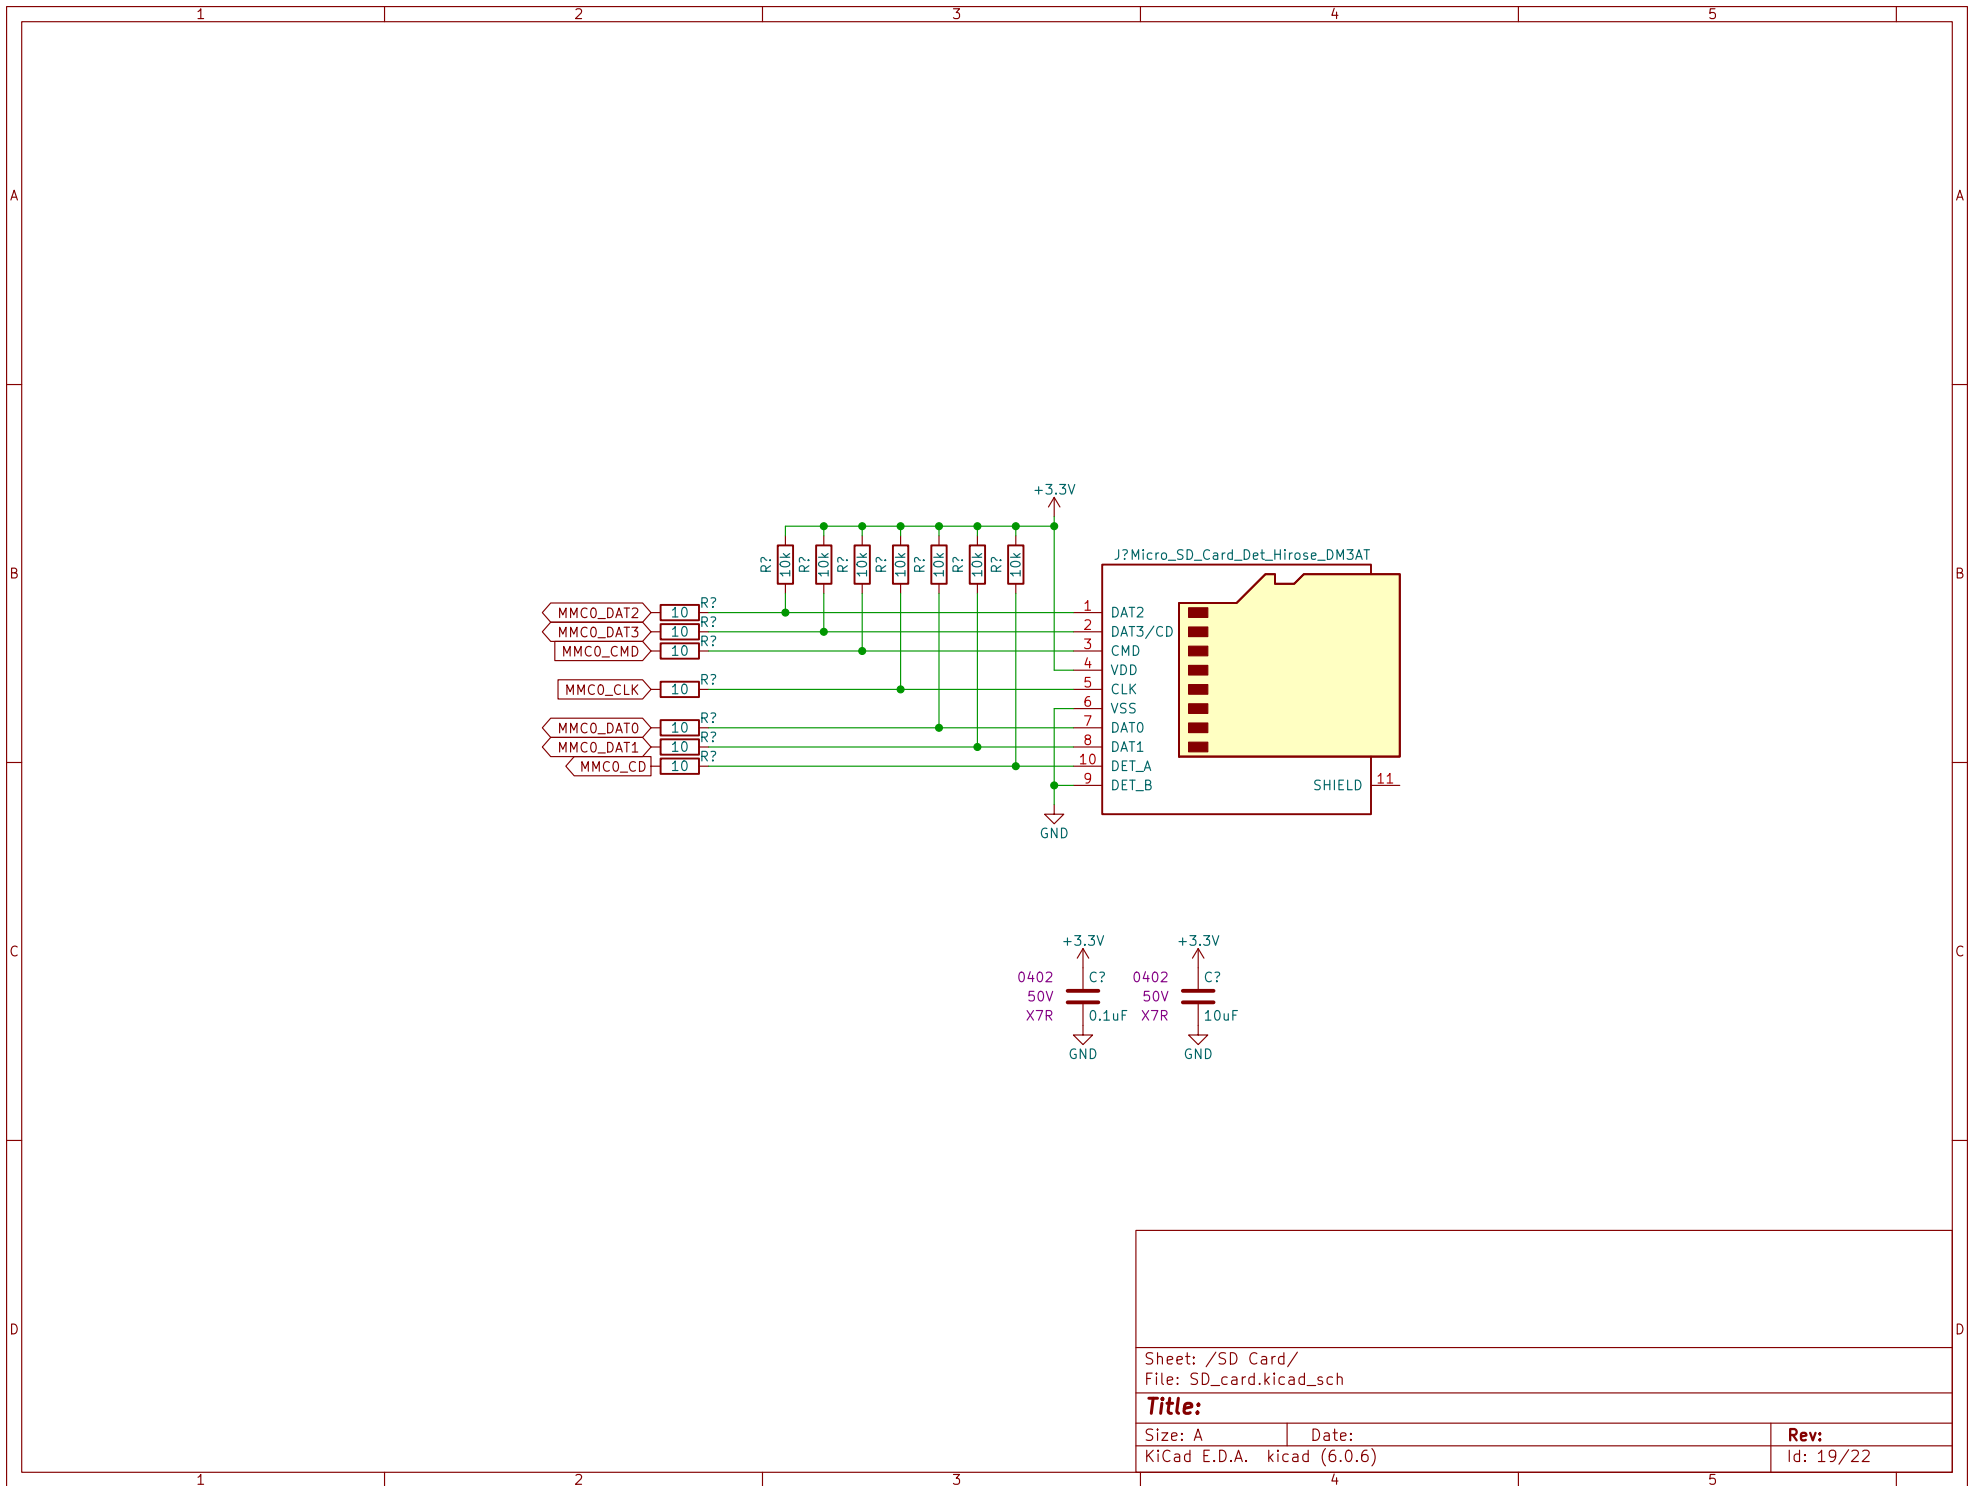 1 2 3 4 5
A A
B B
C C
D D
+3.3V
R? R? R? R? R? R? R?
10k 10k 10k 10k 10k 10k 10k
J?Micro_SD_Card_Det_Hirose_DM3AT
MMC0_DAT2 10 R? 1 DAT2
MMC0_DAT3 10 R? 2 DAT3/CD
MMC0_CMD 10 R? 3 CMD
4 VDD
MMC0_CLK 10 R? 5 CLK
6 VSS
MMC0_DAT0 10 R? 7 DAT0
MMC0_DAT1 10 R? 8 DAT1
MMC0_CD 10 R? 10 DET_A
9 DET_B SHIELD 11
GND
+3.3V +3.3V
0402 C? 0402 C?
50V 50V
X7R 0.1uF X7R 10uF
GND GND
Sheet: /SD Card/
File: SD_card.kicad_sch
Title:
Size: A Date: Rev:
KiCad E.D.A. kicad (6.0.6) Id: 19/22
1 2 3 4 5